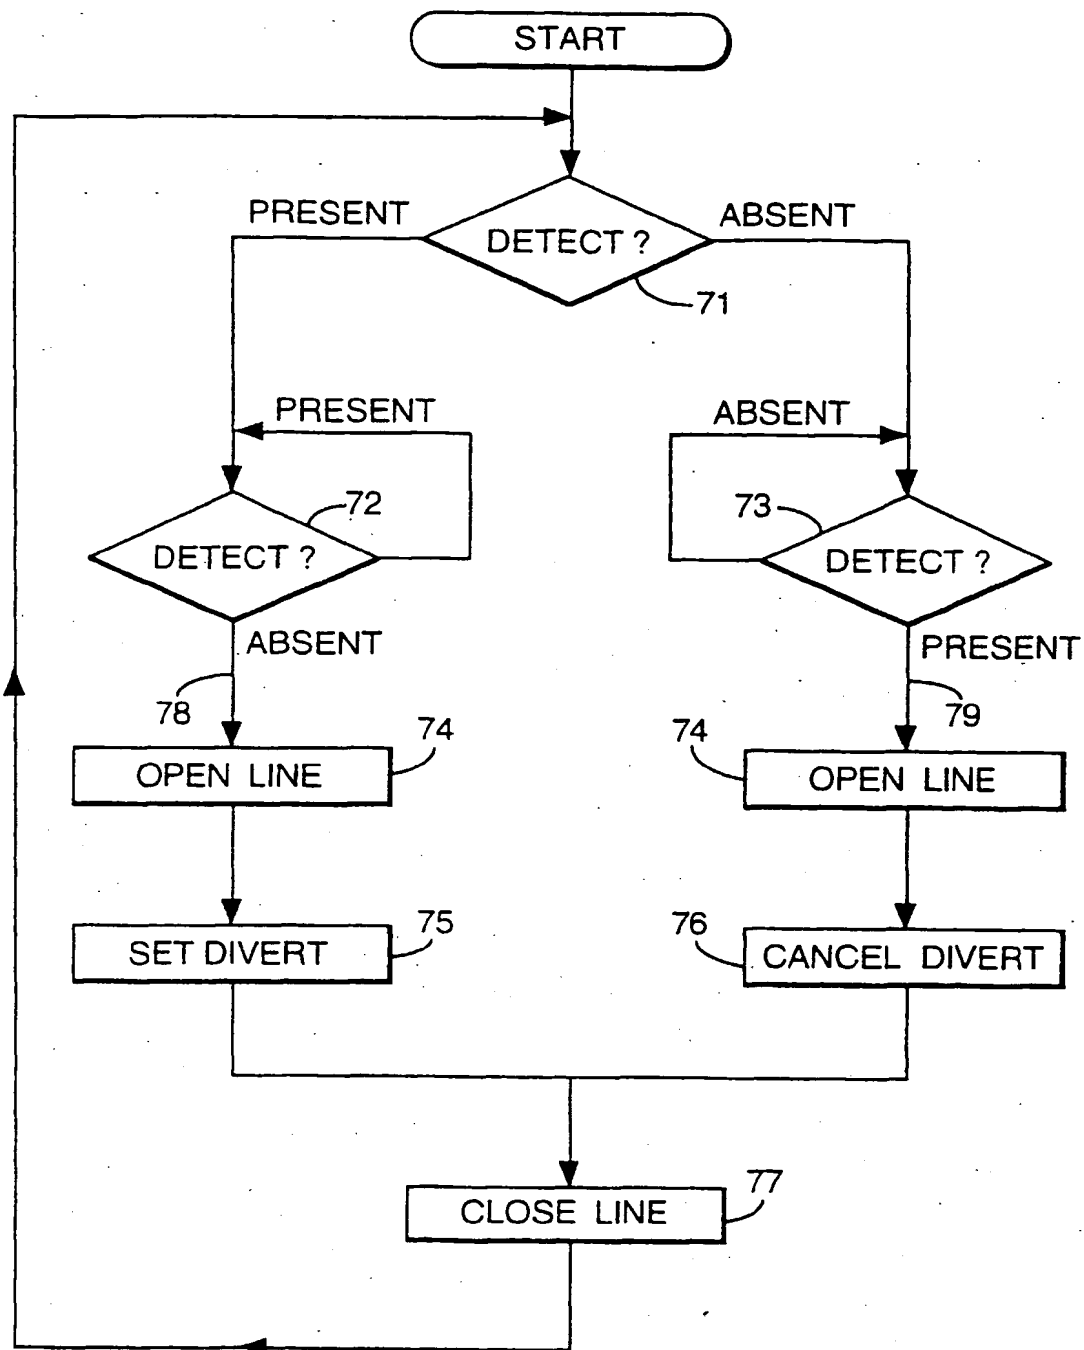 START
PRESENT
ABSENT
DETECT ?
71
PRESENT
ABSENT
72
73
DETECT ?
DETECT ?
ABSENT
PRESENT
78
79
74
74
OPEN LINE
OPEN LINE
75
76
SET DIVERT
CANCEL DIVERT
77
CLOSE LINE